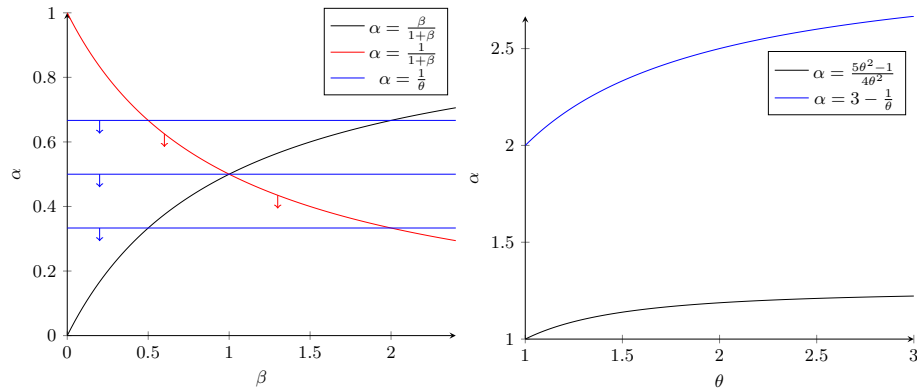 α = β/(1+β)
α = 1/(1+β)
α = 1/θ
1
0.8
0.6
0.4
0.2
0
0 0.5 1 1.5 2
β
α
α = (5θ²−1)/(4θ²)
α = 3 − 1/θ
2.5
2
1.5
1
1 1.5 2 2.5 3
θ
α